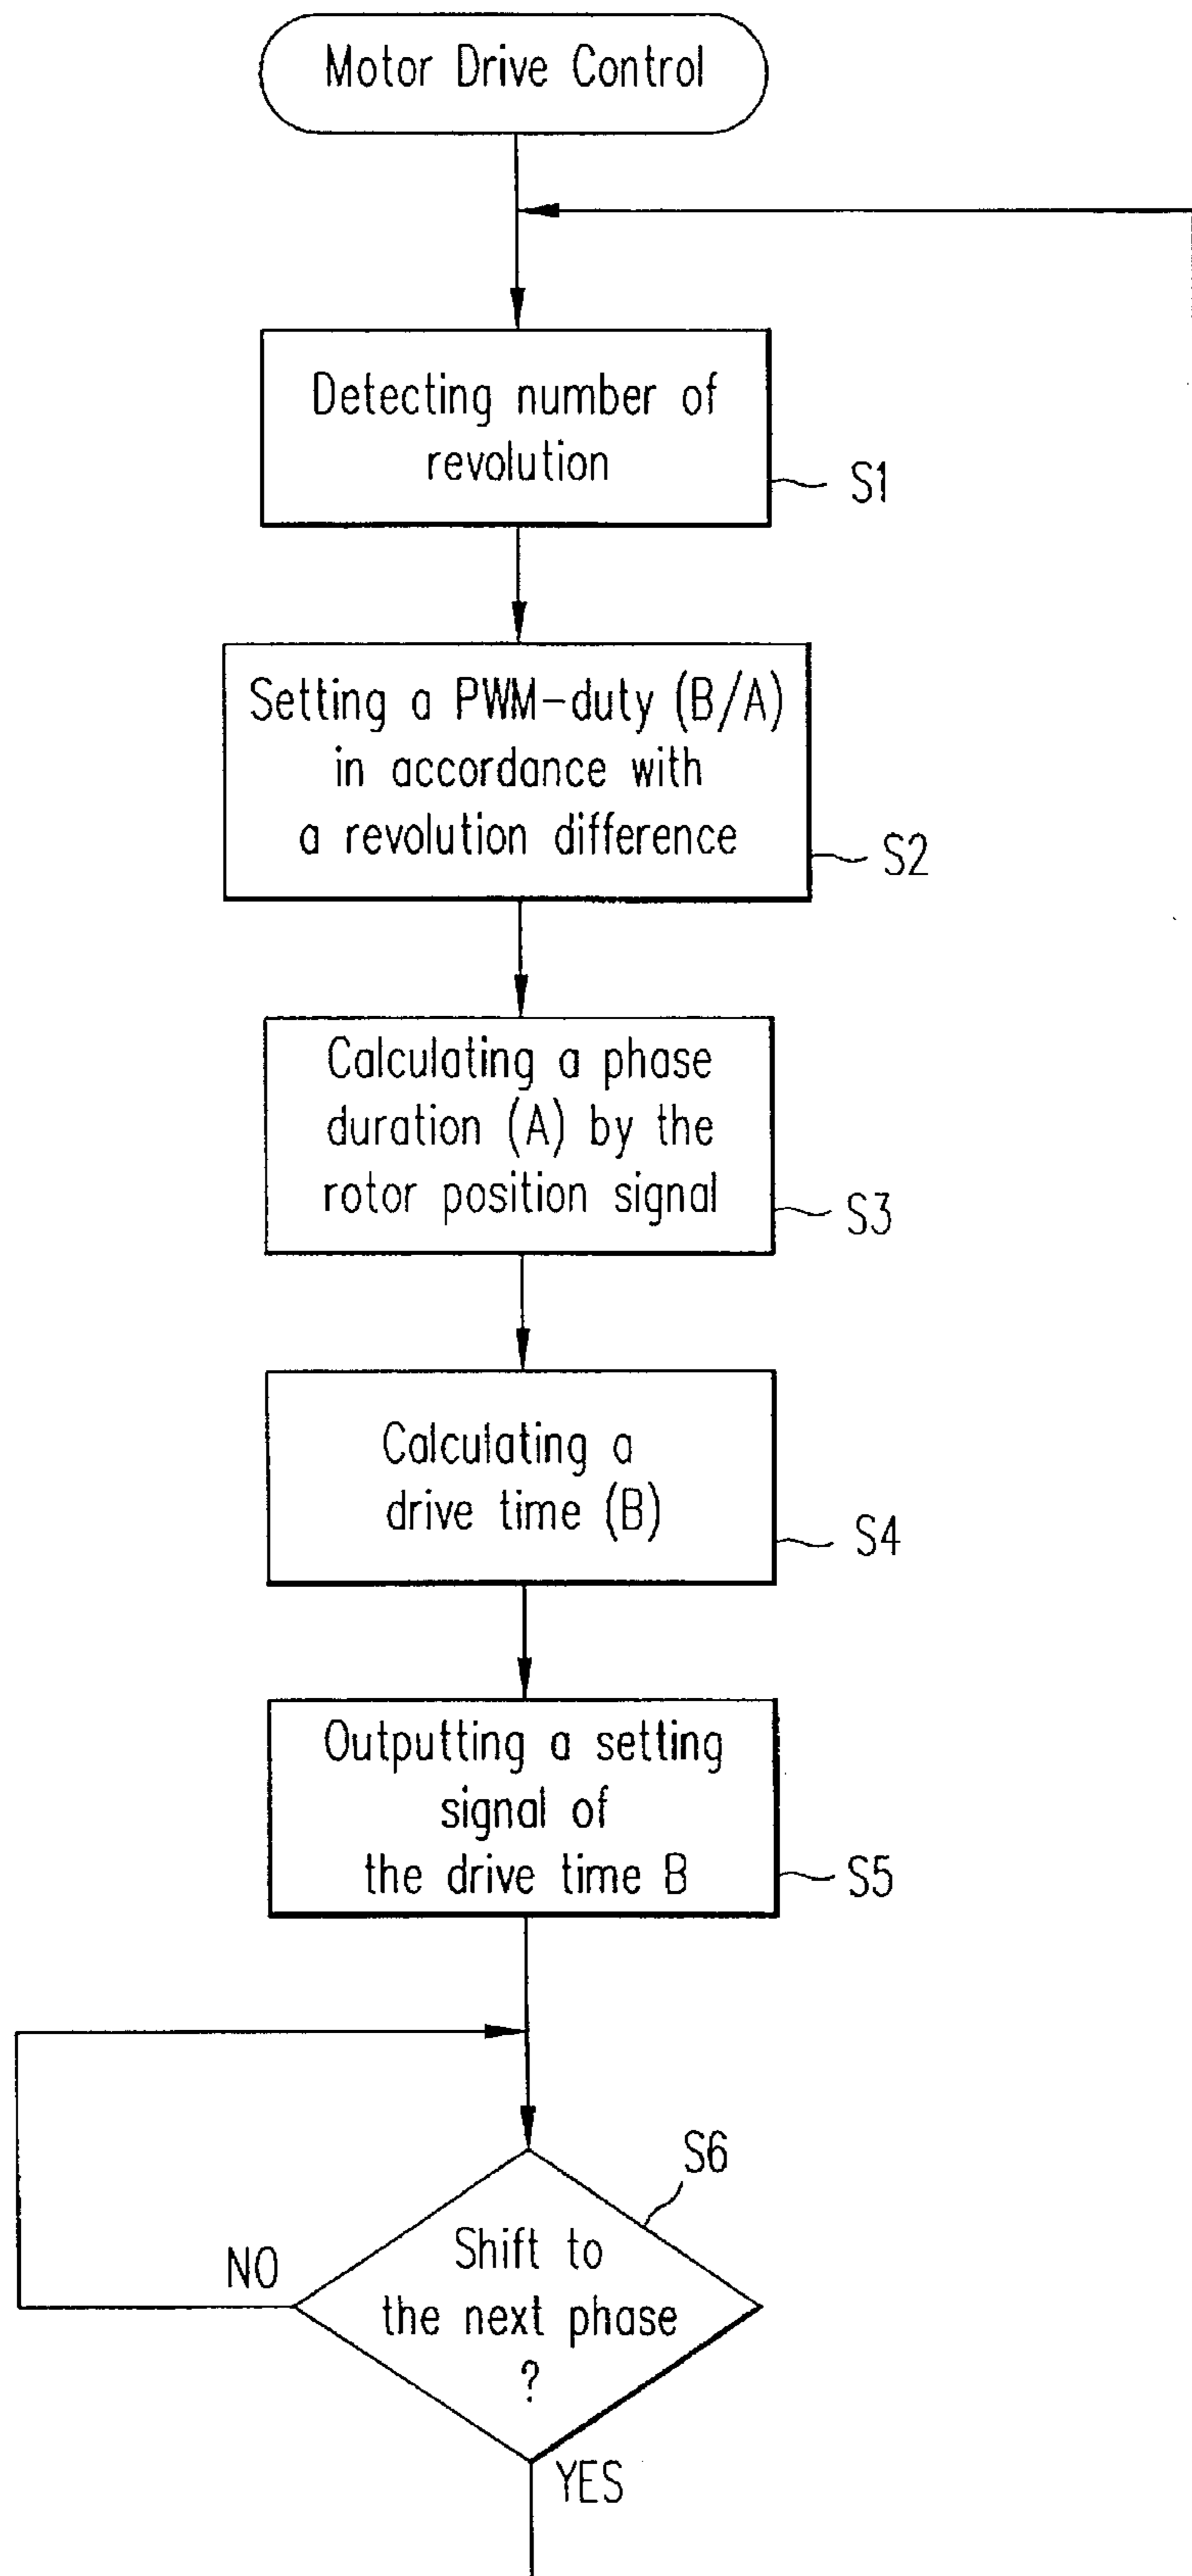 Motor Drive Control
Detecting number of
revolution
S1
Setting a PWM-duty (B/A)
in accordance with
a revolution difference
S2
Calculating a phase
duration (A) by the
rotor position signal
S3
Calculating a
drive time (B)
S4
Outputting a setting
signal of
the drive time B
S5
S6
Shift to
the next phase
?
NO
YES